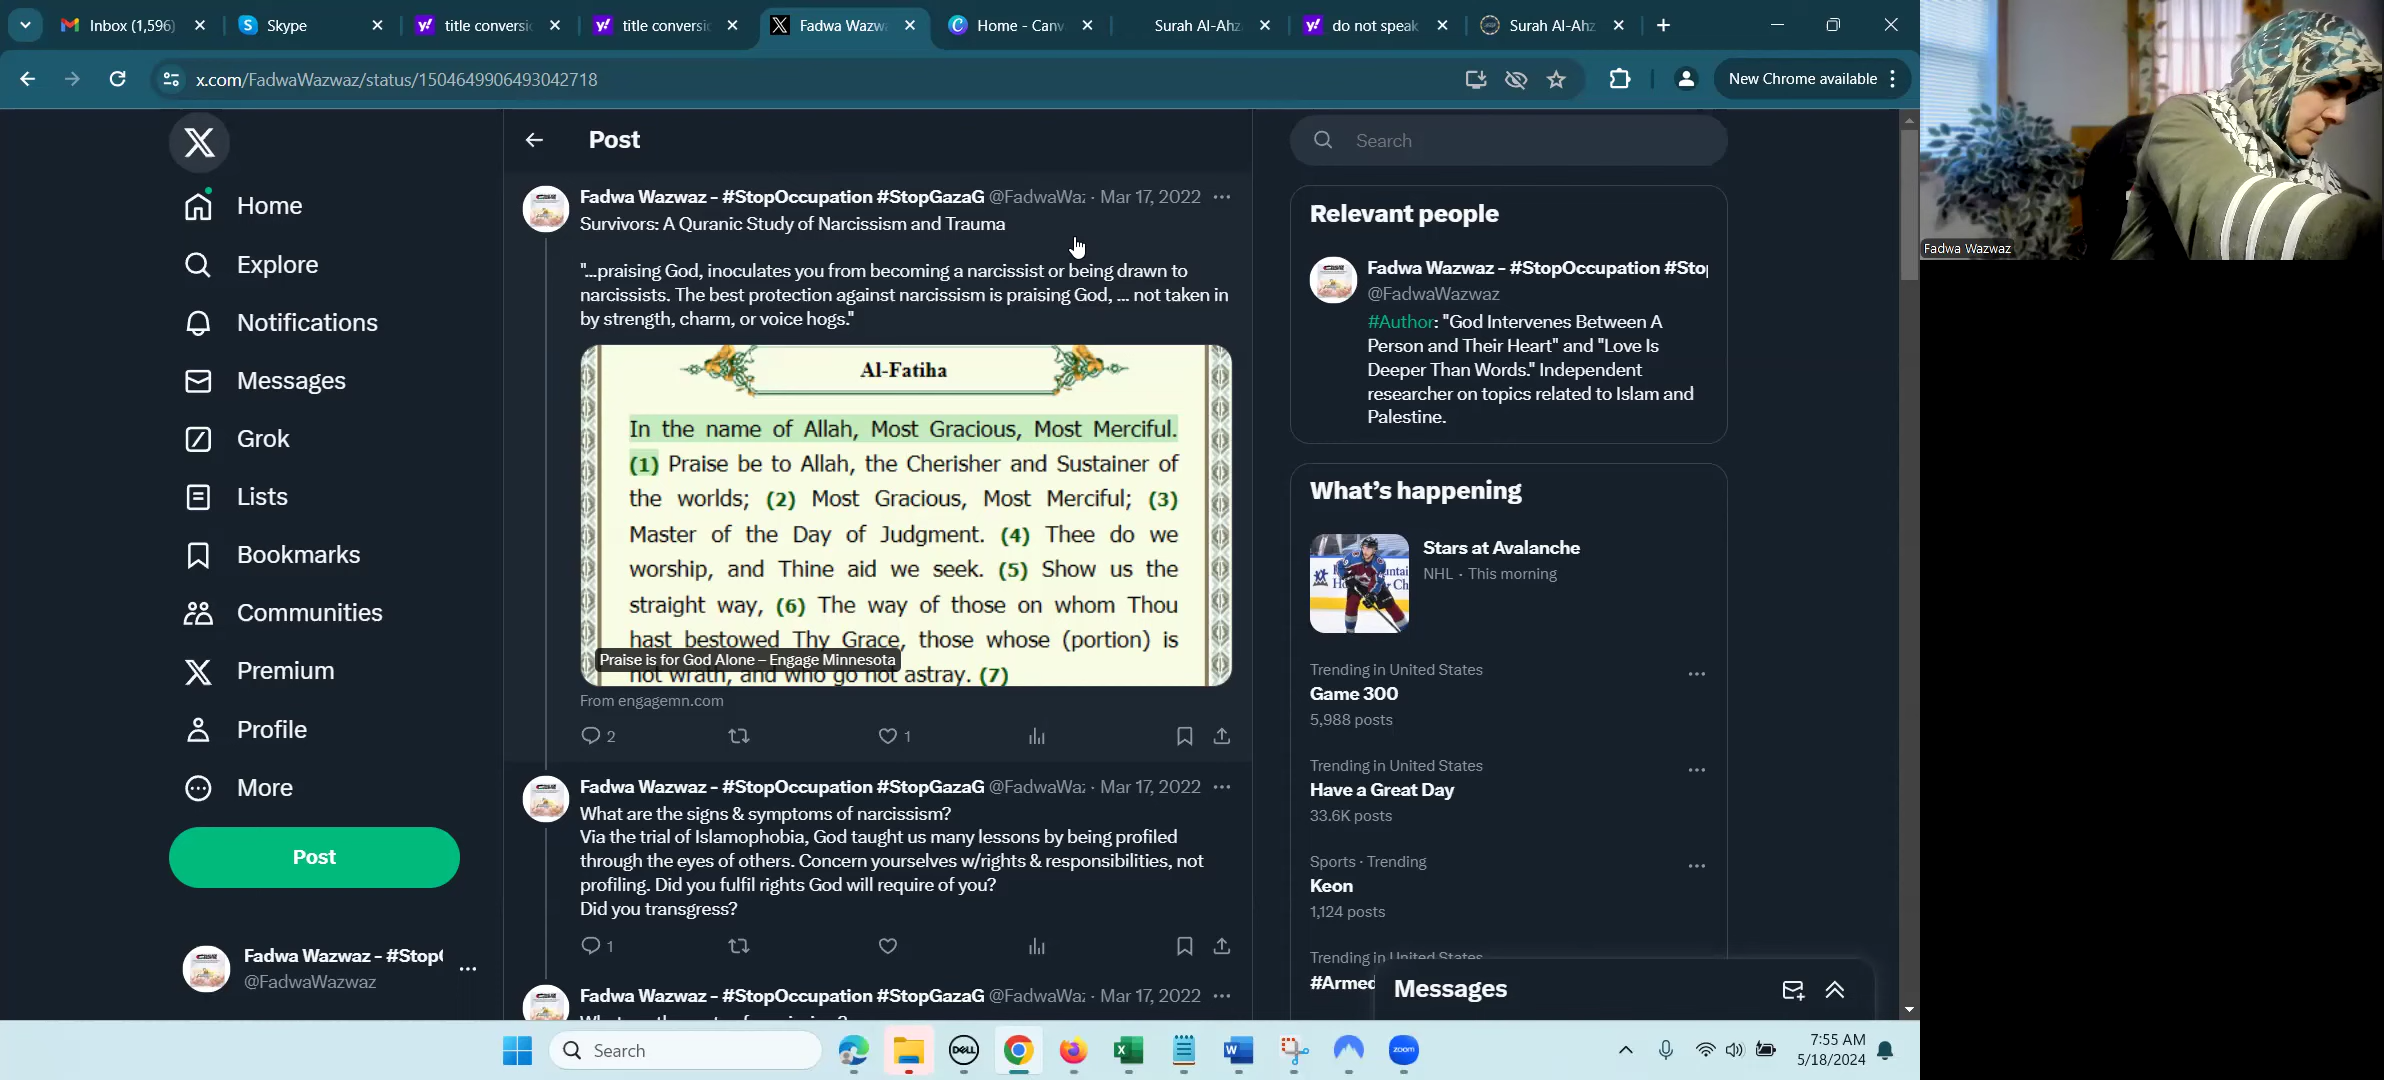 Inbox (1,596)
Skype
title conversi
title conversi
Fadwa Wazw
Home - Canv
Surah Al-Ahz
do not speak
Surah Al-Ahz
x.com/FadwaWazwaz/status/1504649906493042718
New Chrome available
Home
Explore
Notifications
Messages
Grok
Lists
Bookmarks
Communities
Premium
Profile
More
Post
Fadwa Wazwaz - #Stop
@FadwaWazwaz
Post
Fadwa Wazwaz - #StopOccupation #StopGazaG @FadwaWaz · Mar 17, 2022
Survivors: A Quranic Study of Narcissism and Trauma
"...praising God, inoculates you from becoming a narcissist or being drawn to
narcissists. The best protection against narcissism is praising God, ... not taken in
by strength, charm, or voice hogs."
Al-Fatiha
In the name of Allah, Most Gracious, Most Merciful.
(1) Praise be to Allah, the Cherisher and Sustainer of
the worlds; (2) Most Gracious, Most Merciful; (3)
Master of the Day of Judgment. (4) Thee do we
worship, and Thine aid we seek. (5) Show us the
straight way, (6) The way of those on whom Thou
hast bestowed Thy Grace, those whose (portion) is
Praise is for God Alone – Engage Minnesota
not wrath, and who go not astray. (7)
From engagemn.com
2
1
Fadwa Wazwaz - #StopOccupation #StopGazaG @FadwaWaz · Mar 17, 2022
What are the signs & symptoms of narcissism?
Via the trial of Islamophobia, God taught us many lessons by being profiled
through the eyes of others. Concern yourselves w/rights & responsibilities, not
profiling. Did you fulfil rights God will require of you?
Did you transgress?
1
Fadwa Wazwaz - #StopOccupation #StopGazaG @FadwaWaz · Mar 17, 2022
Search
Relevant people
Fadwa Wazwaz - #StopOccupation #Sto
@FadwaWazwaz
#Author: "God Intervenes Between A
Person and Their Heart" and "Love Is
Deeper Than Words." Independent
researcher on topics related to Islam and
Palestine.
What's happening
Stars at Avalanche
NHL · This morning
Trending in United States
Game 300
5,988 posts
Trending in United States
Have a Great Day
33.6K posts
Sports · Trending
Keon
1,124 posts
Trending in United States
#Armed
Messages
Fadwa Wazwaz
Search
DELL
zoom
7:55 AM
5/18/2024